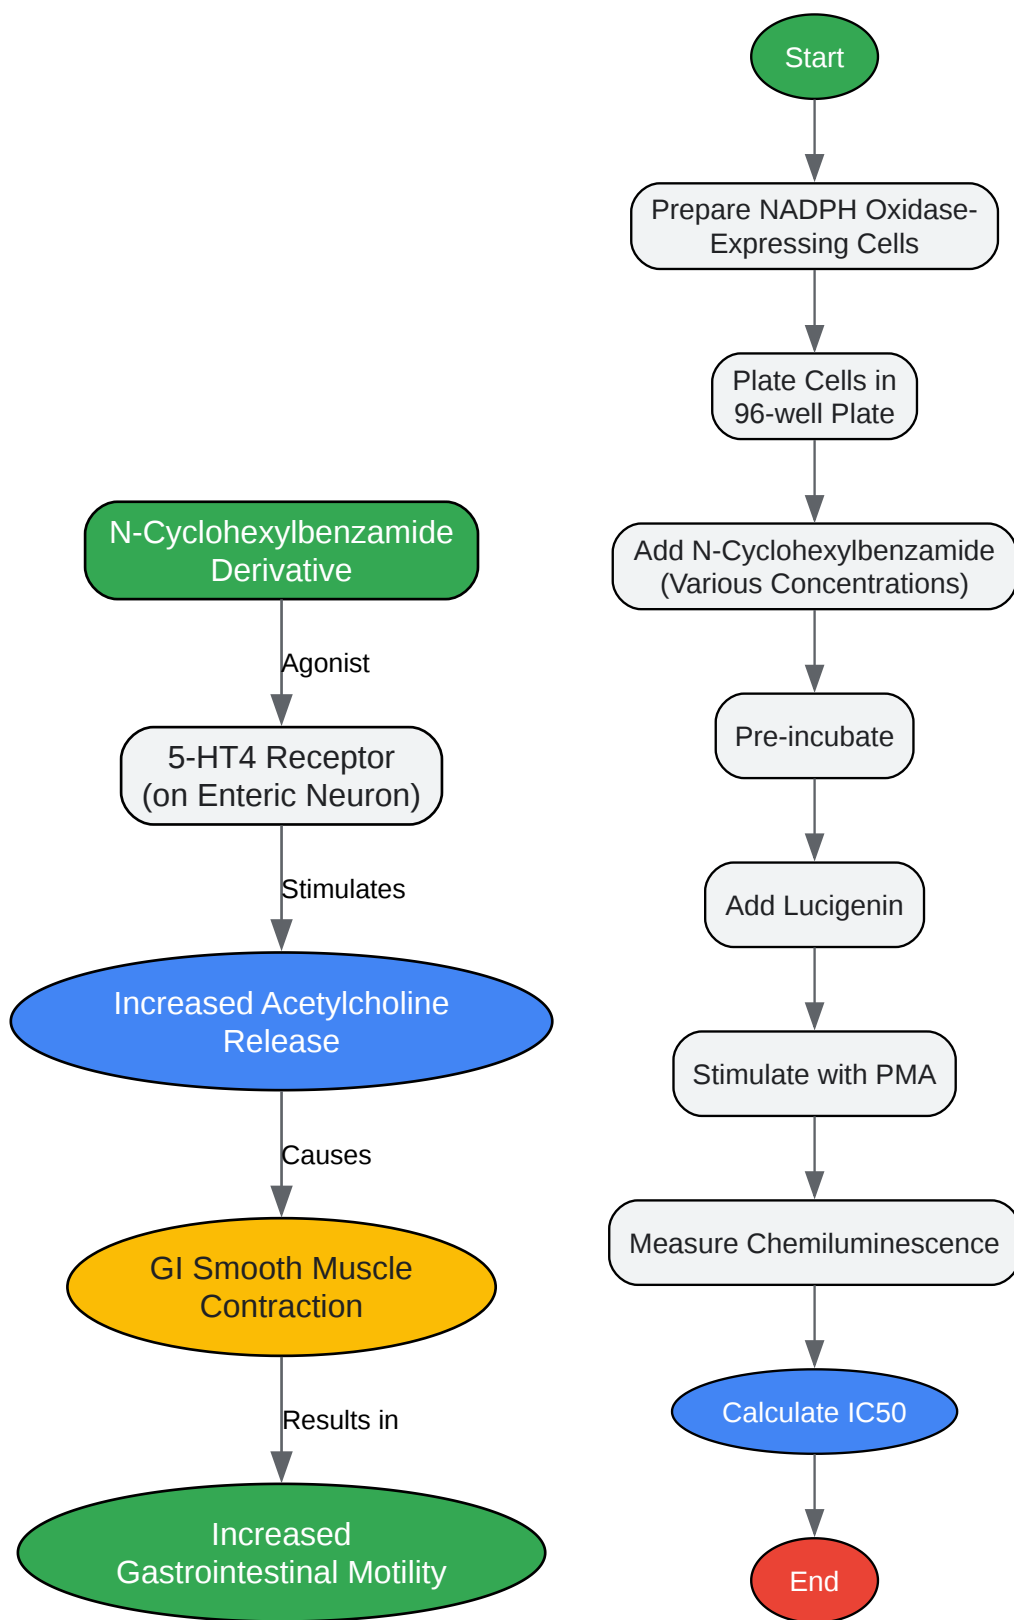 N-Cyclohexylbenzamide
Derivative
Agonist
5-HT4 Receptor
(on Enteric Neuron)
Stimulates
Increased Acetylcholine
Release
Causes
GI Smooth Muscle
Contraction
Results in
Increased
Gastrointestinal Motility
Start
Prepare NADPH Oxidase-
Expressing Cells
Plate Cells in
96-well Plate
Add N-Cyclohexylbenzamide
(Various Concentrations)
Pre-incubate
Add Lucigenin
Stimulate with PMA
Measure Chemiluminescence
Calculate IC50
End